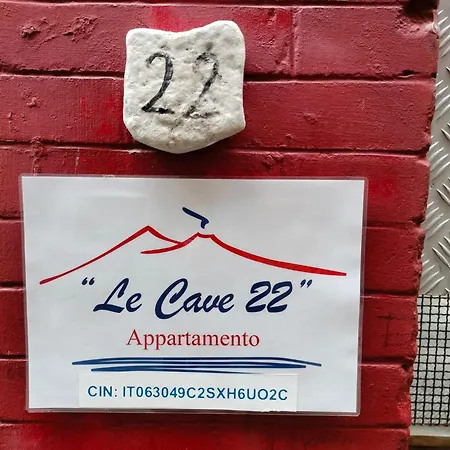 22
"Le Cave 22"
Appartamento
CIN: IT063049C2SXH6UO2C